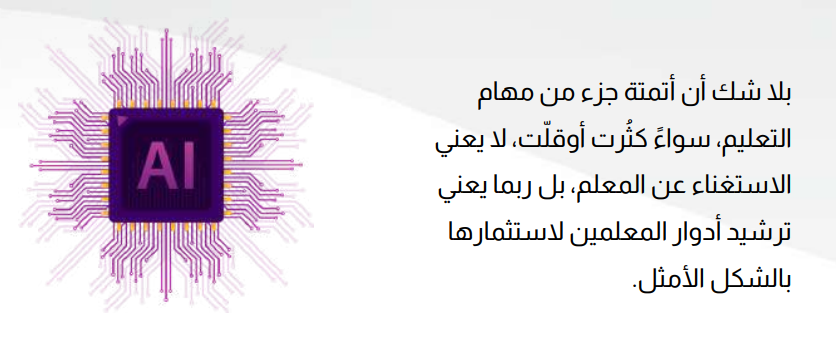 بلا شك أن أتمتة جزء من مهام
التعليم، سواءً كثُرت أوقلّت، لا يعني
الاستغناء عن المعلم، بل ربما يعني
ترشيد أدوار المعلمين لاستثمارها
بالشكل الأمثل.
AI